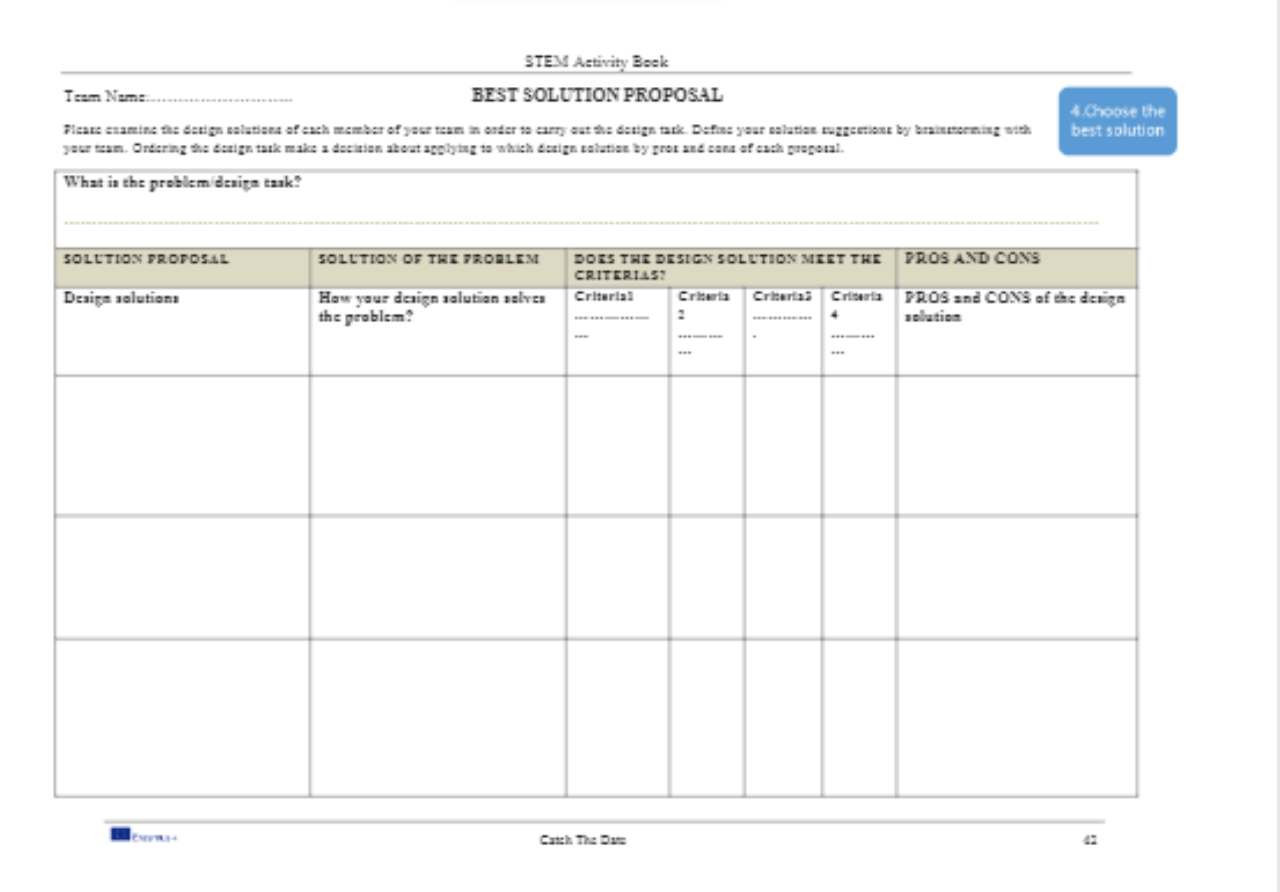 STEM Activity Book
Team Name:..............................
BEST SOLUTION PROPOSAL
4.Choose the
best solution
Please examine the design solutions of each member of your team in order to carry out the design task. Define your solution suggestions by brainstorming with
your team. Ordering the design task make a decision about applying to which design solution by pros and cons of each proposal.
What is the problem/design task?
SOLUTION PROPOSAL
SOLUTION OF THE PROBLEM
DOES THE DESIGN SOLUTION MEET THE
CRITERIAS?
PROS AND CONS
Design solutions
How your design solution solves
the problem?
Criteria1
Criteria
2
Criteria3
Criteria
4
PROS and CONS of the design
solution
Erasmus+
Catch The Date